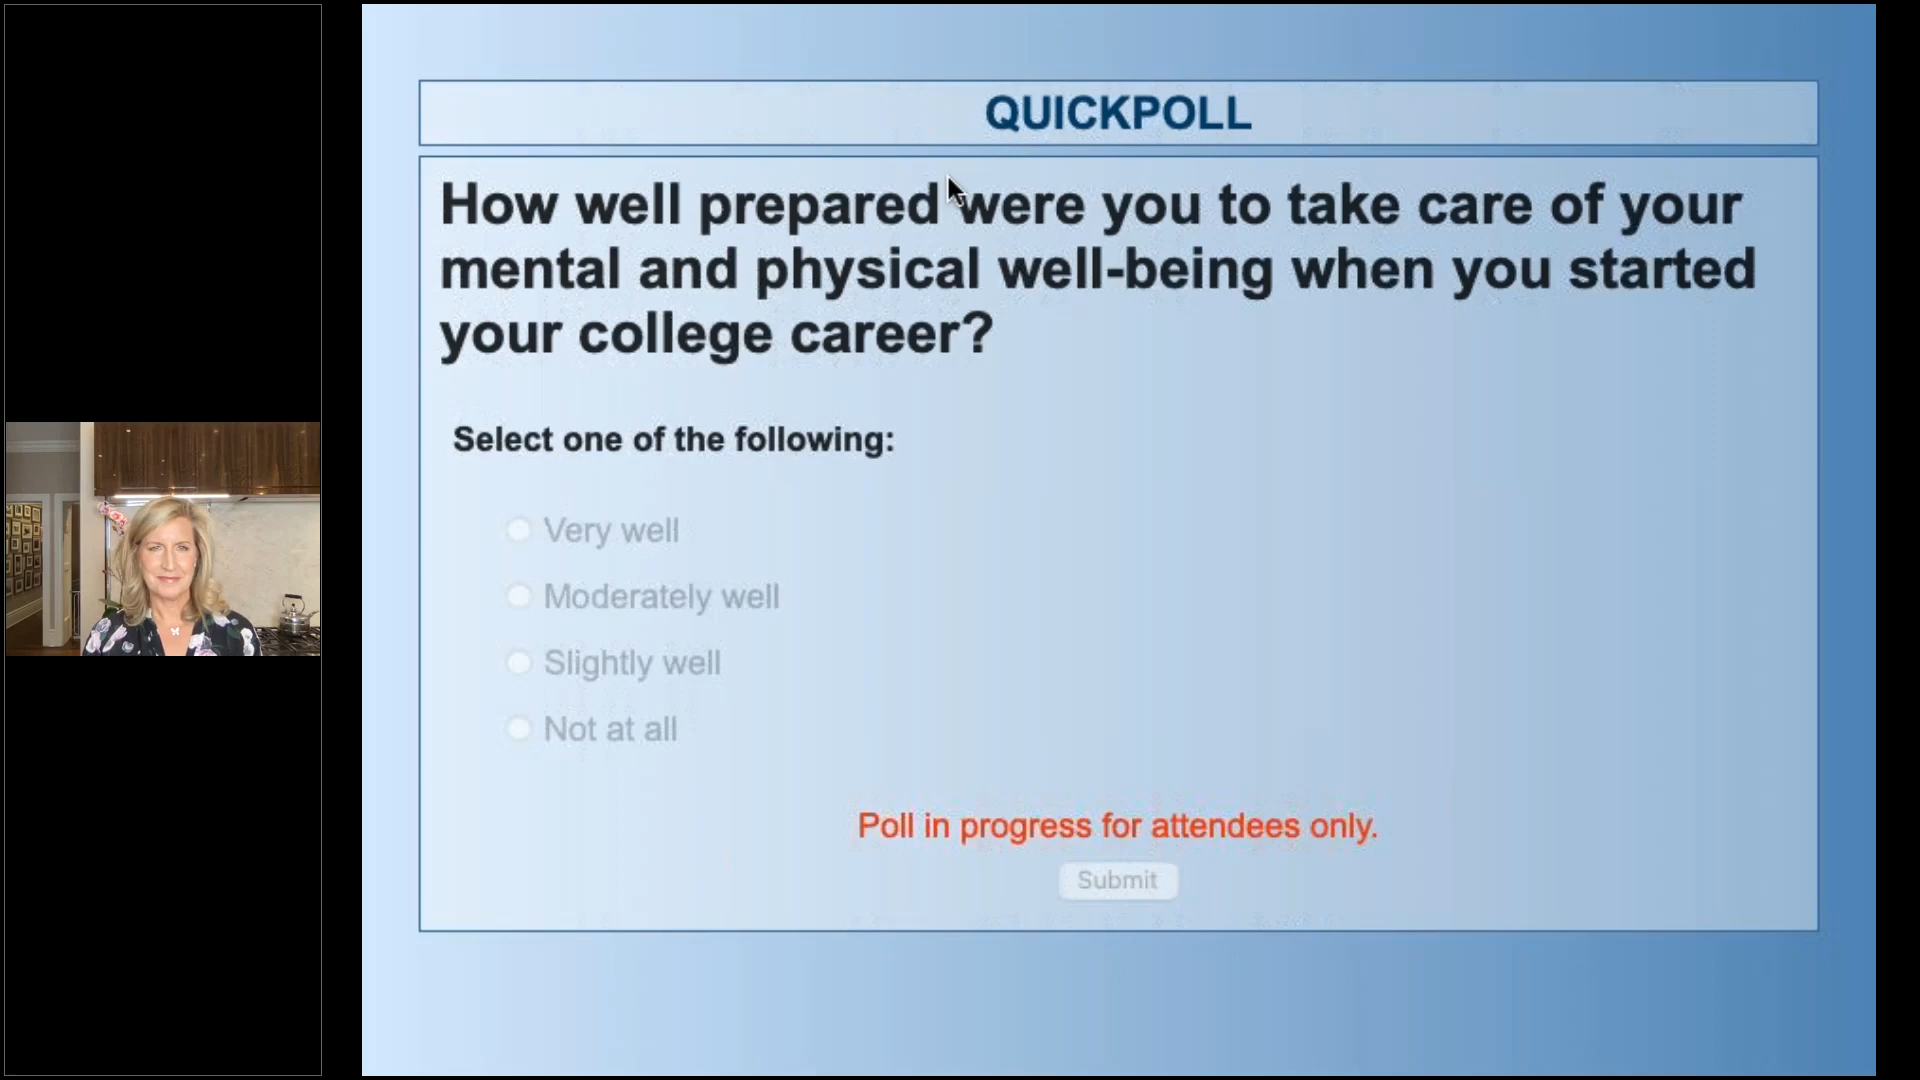 QUICKPOLL
How well prepared were you to take care of your
mental and physical well-being when you started
your college career?
Select one of the following:
Very well
Moderately well
Slightly well
Not at all
Poll in progress for attendees only.
Submit